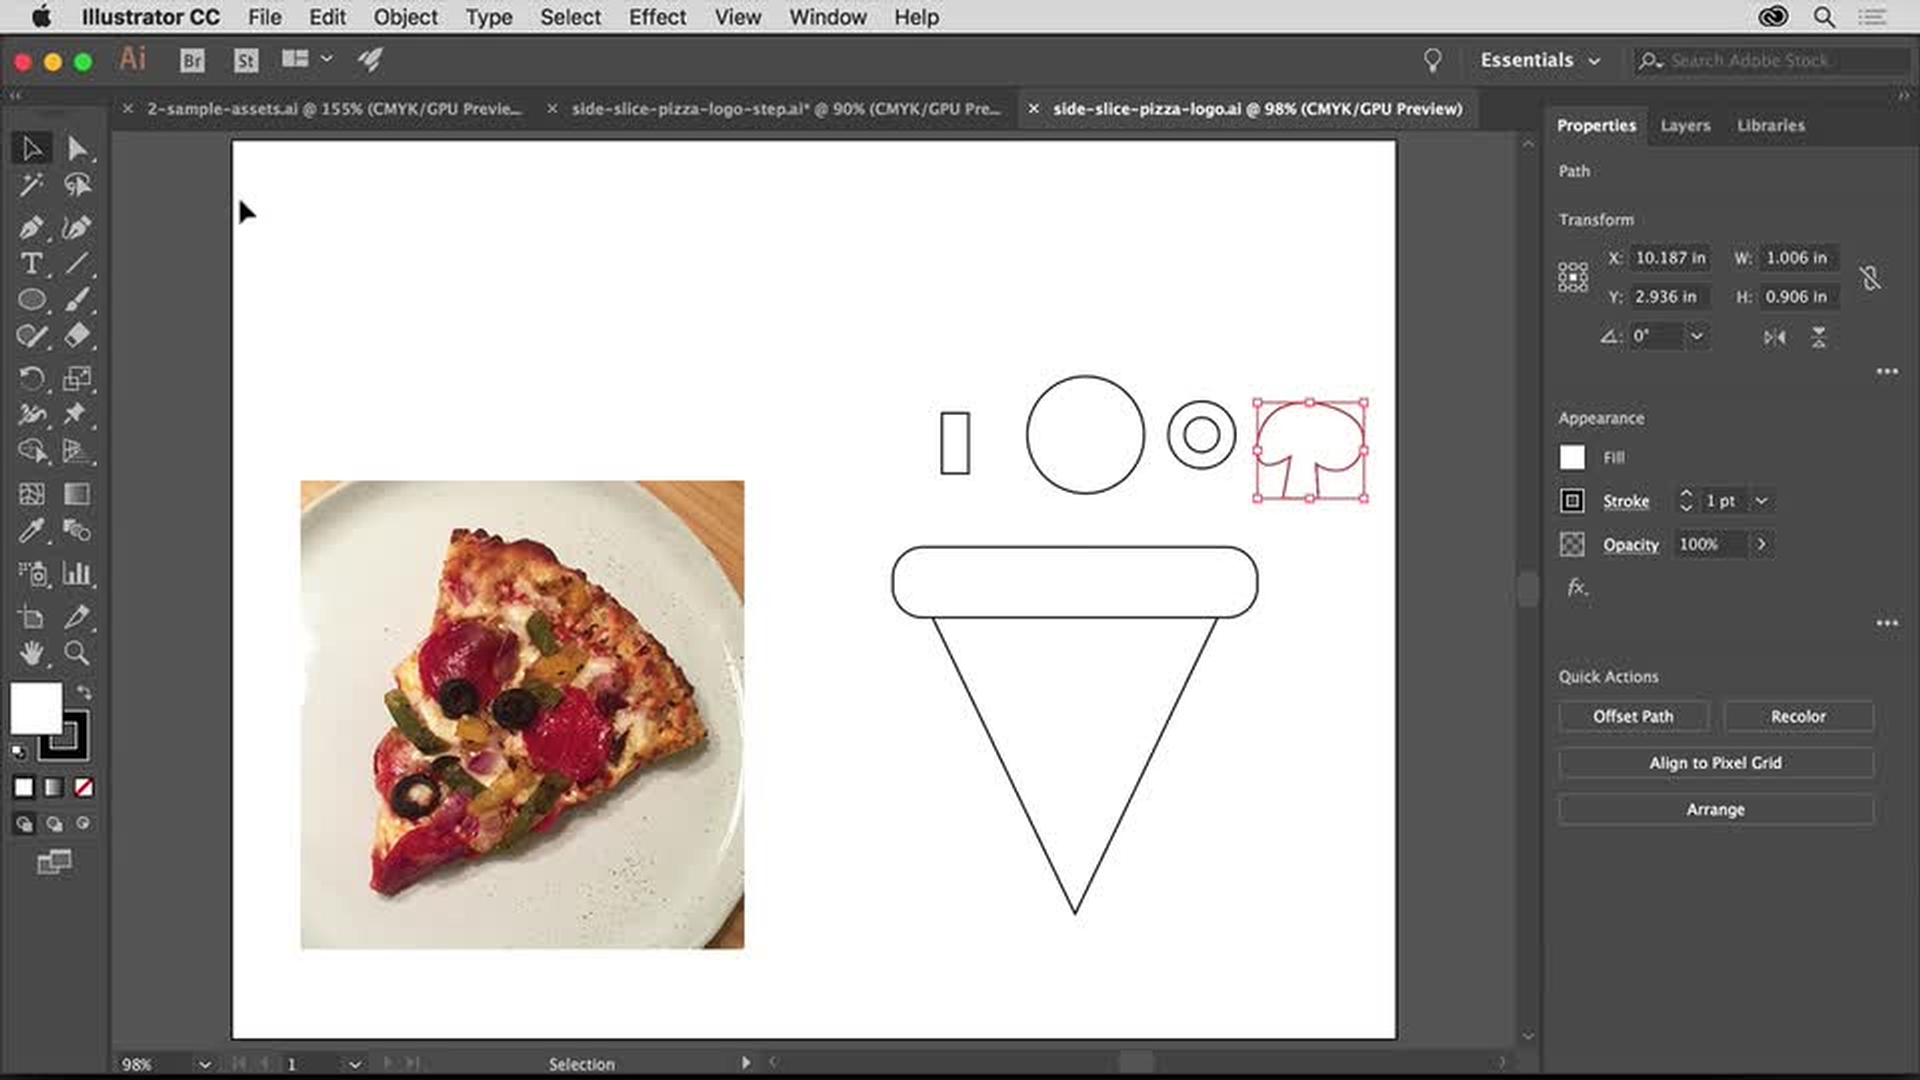 Illustrator CC File Edit Object Type Select Effect View Window Help
Ai Br St Essentials Search Adobe Stock
2-sample-assets.ai @ 155% (CMYK/GPU Previe... side-slice-pizza-logo-step.ai* @ 90% (CMYK/GPU Pre... side-slice-pizza-logo.ai @ 98% (CMYK/GPU Preview)
Properties Layers Libraries
Path
Transform
X: 10.187 in W: 1.006 in
Y: 2.936 in H: 0.906 in
0°
Appearance
Fill
Stroke 1 pt
Opacity 100%
fx.
Quick Actions
Offset Path Recolor
Align to Pixel Grid
Arrange
98% 1 Selection